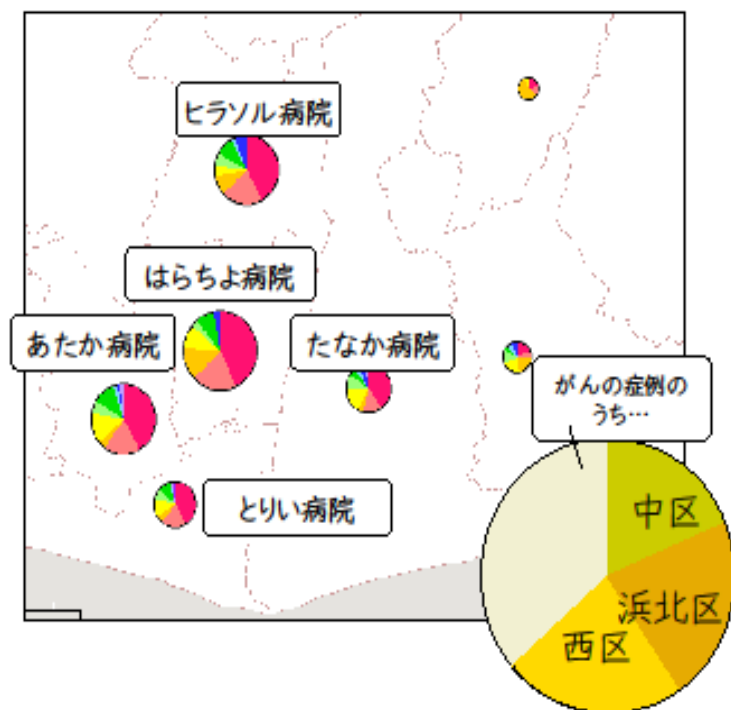 ヒラソル病院
はらちよ病院
あたか病院
たなか病院
がんの症例の
うち…
とりい病院
中区
浜北区
西区